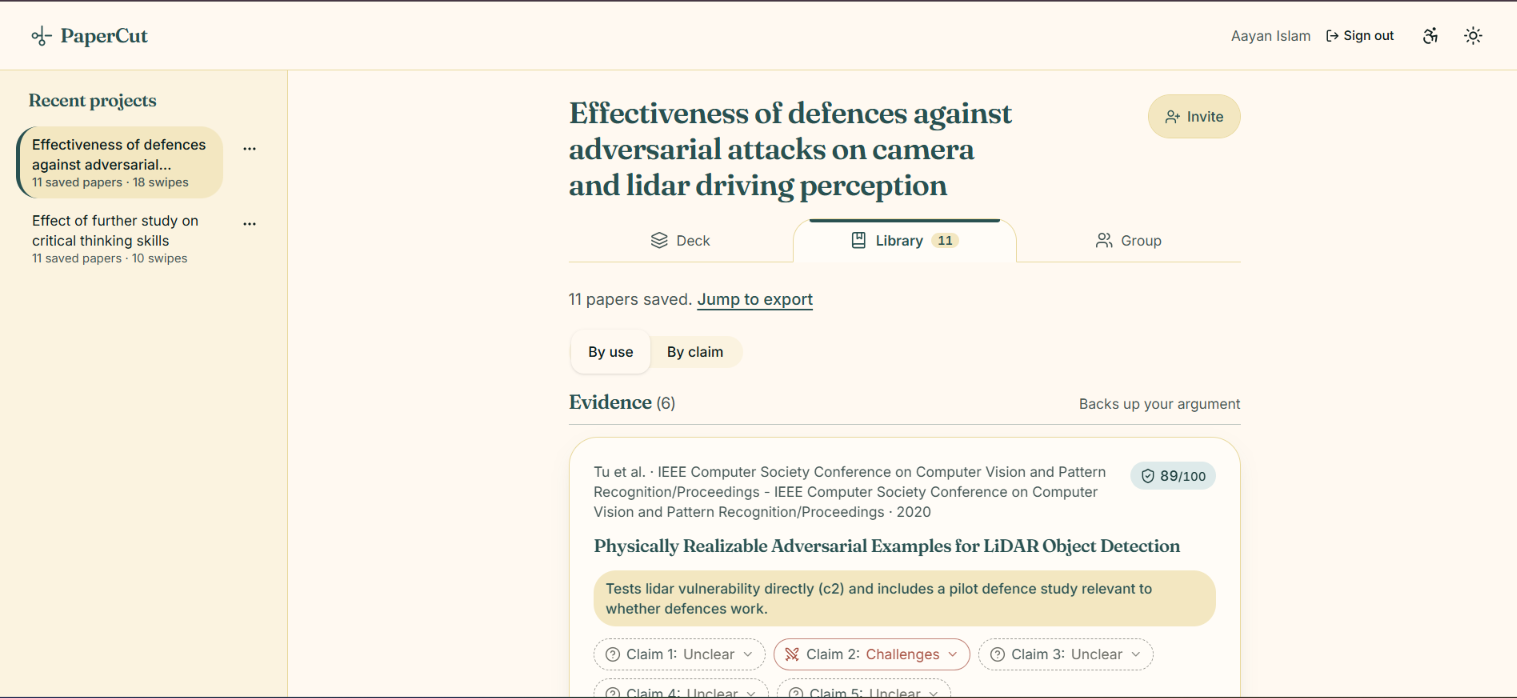 PaperCut
Aayan Islam
Sign out
Recent projects
Effectiveness of defences
against adversarial...
11 saved papers · 18 swipes
Effect of further study on
critical thinking skills
11 saved papers · 10 swipes
Effectiveness of defences against
adversarial attacks on camera
and lidar driving perception
Invite
Deck
Library 11
Group
11 papers saved. Jump to export
By use
By claim
Evidence (6)
Backs up your argument
Tu et al. · IEEE Computer Society Conference on Computer Vision and Pattern
Recognition/Proceedings - IEEE Computer Society Conference on Computer
Vision and Pattern Recognition/Proceedings · 2020
89/100
Physically Realizable Adversarial Examples for LiDAR Object Detection
Tests lidar vulnerability directly (c2) and includes a pilot defence study relevant to
whether defences work.
Claim 1: Unclear
Claim 2: Challenges
Claim 3: Unclear
Claim 4: Unclear
Claim 5: Unclear